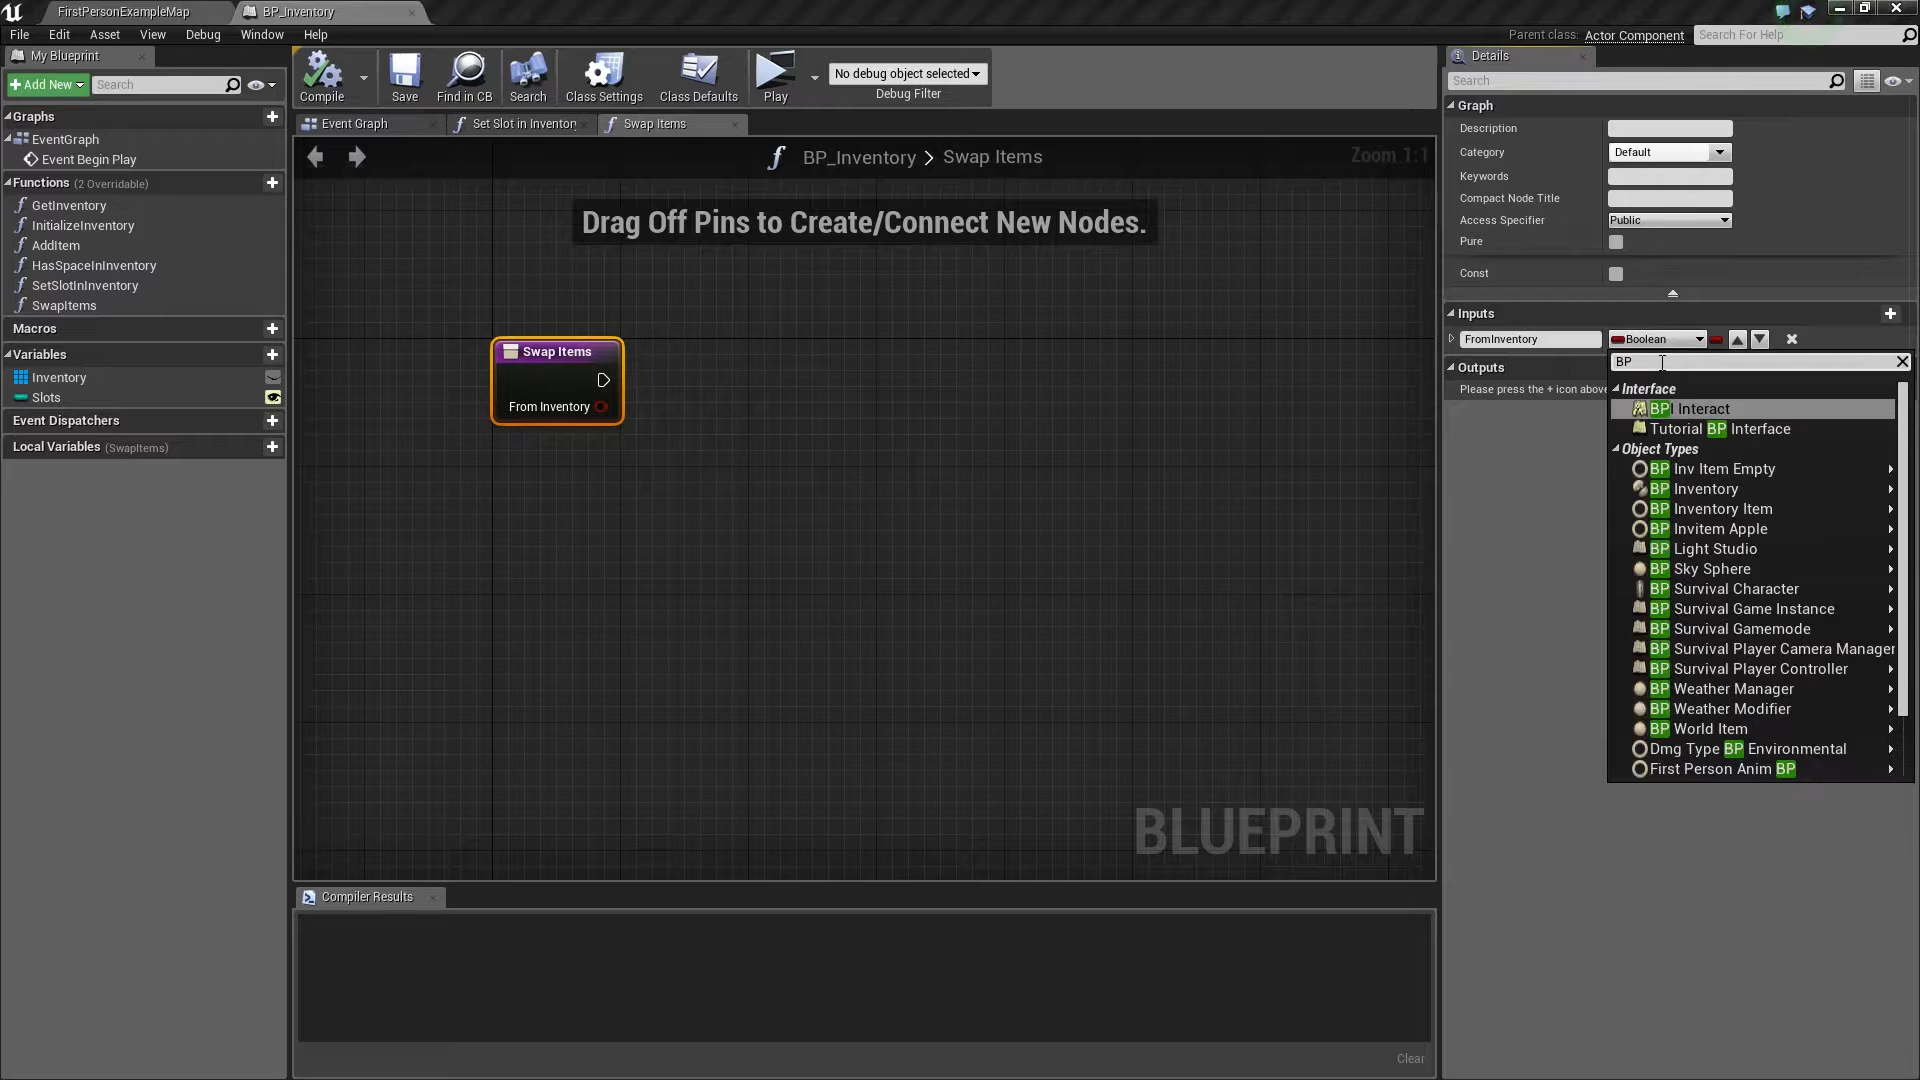 FirstPersonExampleMap
BP_Inventory
File Edit Asset View Debug Window Help
Parent class: Actor Component
Search For Help
My Blueprint
Add New
Search
Graphs
EventGraph
Event Begin Play
Functions (2 Overridable)
GetInventory
InitializeInventory
AddItem
HasSpaceInInventory
SetSlotInInventory
SwapItems
Macros
Variables
Inventory
Slots
Event Dispatchers
Local Variables (SwapItems)
Compile
Save
Find in CB
Search
Class Settings
Class Defaults
Play
No debug object selected
Debug Filter
Event Graph
Set Slot in Inventor
Swap Items
BP_Inventory > Swap Items
Zoom 1:1
Drag Off Pins to Create/Connect New Nodes.
Swap Items
From Inventory
BLUEPRINT
Compiler Results
Clear
Details
Search
Graph
Description
Category Default
Keywords
Compact Node Title
Access Specifier Public
Pure
Const
Inputs
FromInventory Boolean
Outputs
Please press the + icon above
BP
Interface
BPI Interact
Tutorial BP Interface
Object Types
BP Inv Item Empty
BP Inventory
BP Inventory Item
BP Invitem Apple
BP Light Studio
BP Sky Sphere
BP Survival Character
BP Survival Game Instance
BP Survival Gamemode
BP Survival Player Camera Manager
BP Survival Player Controller
BP Weather Manager
BP Weather Modifier
BP World Item
Dmg Type BP Environmental
First Person Anim BP